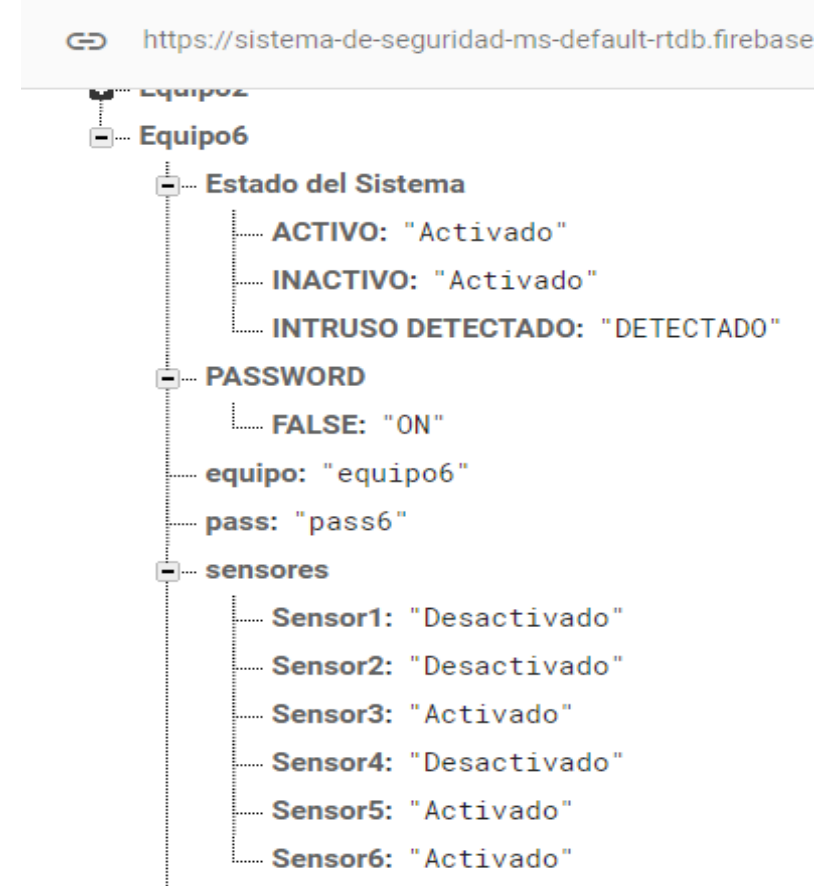 https://sistema-de-seguridad-ms-default-rtdb.firebase
Equipo2
Equipo6
Estado del Sistema
ACTIVO: "Activado"
INACTIVO: "Activado"
INTRUSO DETECTADO: "DETECTADO"
PASSWORD
FALSE: "ON"
equipo: "equipo6"
pass: "pass6"
sensores
Sensor1: "Desactivado"
Sensor2: "Desactivado"
Sensor3: "Activado"
Sensor4: "Desactivado"
Sensor5: "Activado"
Sensor6: "Activado"